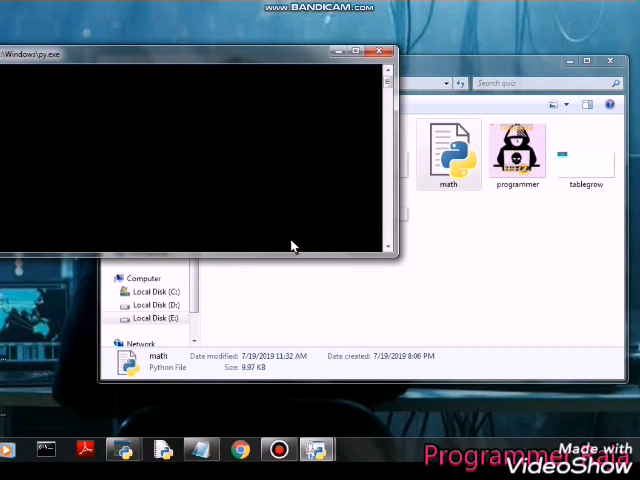 WWW.BANDICAM.COM
:\Windows\py.exe
Search quiz
math
programmer
tablegrow
Computer
Local Disk (C:)
Local Disk (D:)
Local Disk (E:)
Network
math
Date modified: 7/19/2019 11:32 AM
Date created: 7/19/2019 8:06 PM
Python File
Size: 9.97 KB
Programmer
Made with
VideoShow